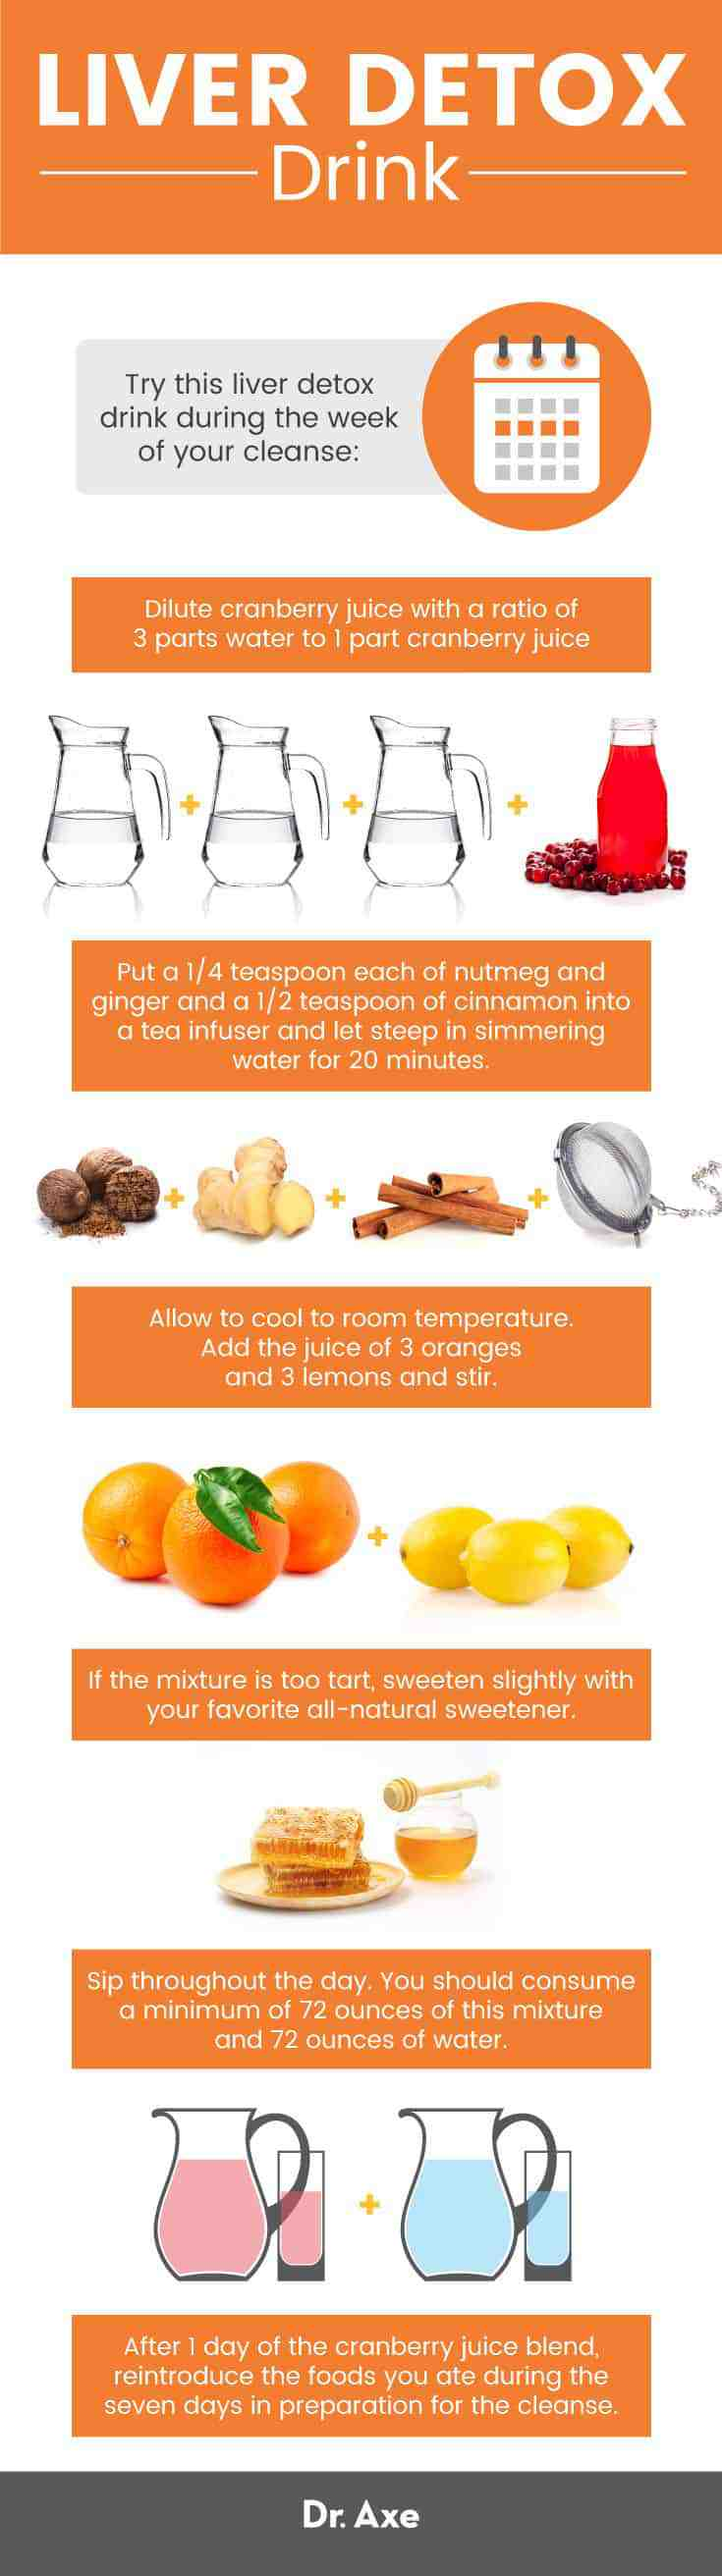 LIVER DETOX
Drink
Try this liver detox
drink during the week
of your cleanse:
Dilute cranberry juice with a ratio of
3 parts water to 1 part cranberry juice
Put a 1/4 teaspoon each of nutmeg and
ginger and a 1/2 teaspoon of cinnamon into
a tea infuser and let steep in simmering
water for 20 minutes.
Allow to cool to room temperature.
Add the juice of 3 oranges
and 3 lemons and stir.
If the mixture is too tart, sweeten slightly with
your favorite all-natural sweetener.
Sip throughout the day. You should consume
a minimum of 72 ounces of this mixture
and 72 ounces of water.
After 1 day of the cranberry juice blend,
reintroduce the foods you ate during the
seven days in preparation for the cleanse.
Dr. Axe